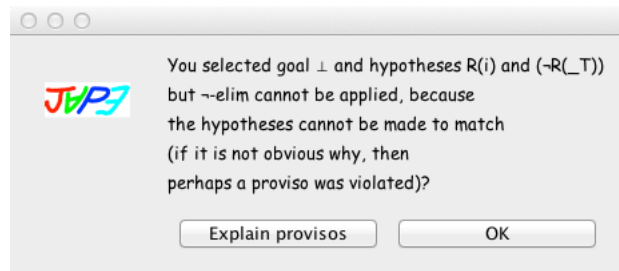 You selected goal ⊥ and hypotheses R(i) and (¬R(_T))
but ¬-elim cannot be applied, because
the hypotheses cannot be made to match
(if it is not obvious why, then
perhaps a proviso was violated)?
JAPE
Explain provisos
OK